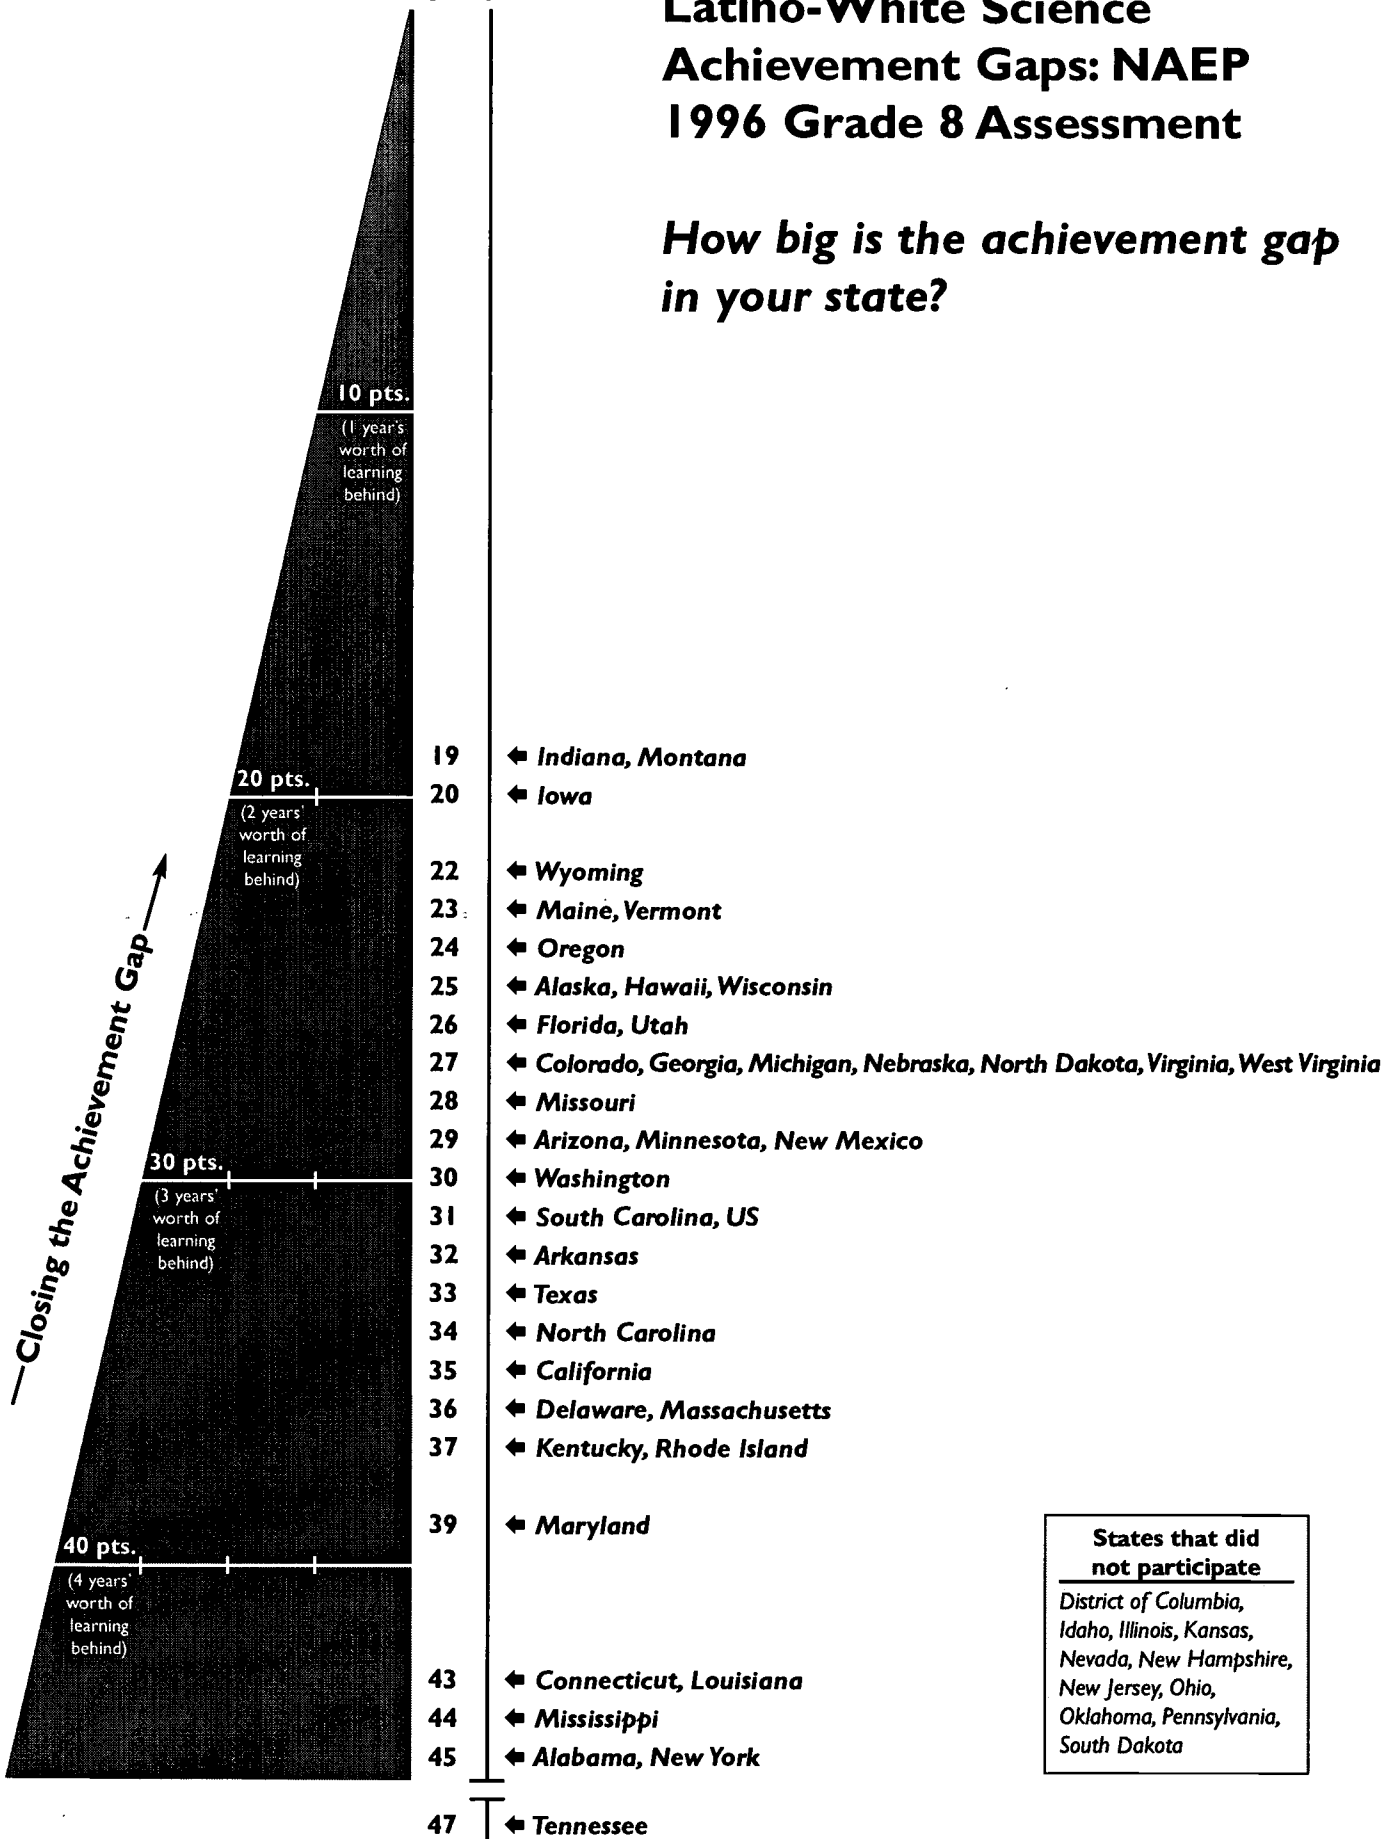 Latino-White Science
Achievement Gaps: NAEP
1996 Grade 8 Assessment
How big is the achievement gap
in your state?
10 pts.
(1 year's
worth of
learning
behind)
19 Indiana, Montana
20 pts.
20 Iowa
(2 years'
worth of
learning
behind)
22 Wyoming
23 Maine, Vermont
24 Oregon
25 Alaska, Hawaii, Wisconsin
26 Florida, Utah
27 Colorado, Georgia, Michigan, Nebraska, North Dakota, Virginia, West Virginia
28 Missouri
29 Arizona, Minnesota, New Mexico
30 pts.
30 Washington
(3 years'
worth of
learning
behind)
31 South Carolina, US
32 Arkansas
33 Texas
34 North Carolina
35 California
36 Delaware, Massachusetts
37 Kentucky, Rhode Island
39 Maryland
40 pts.
(4 years'
worth of
learning
behind)
43 Connecticut, Louisiana
44 Mississippi
45 Alabama, New York
47 Tennessee
Closing the Achievement Gap
States that did
not participate
District of Columbia,
Idaho, Illinois, Kansas,
Nevada, New Hampshire,
New Jersey, Ohio,
Oklahoma, Pennsylvania,
South Dakota